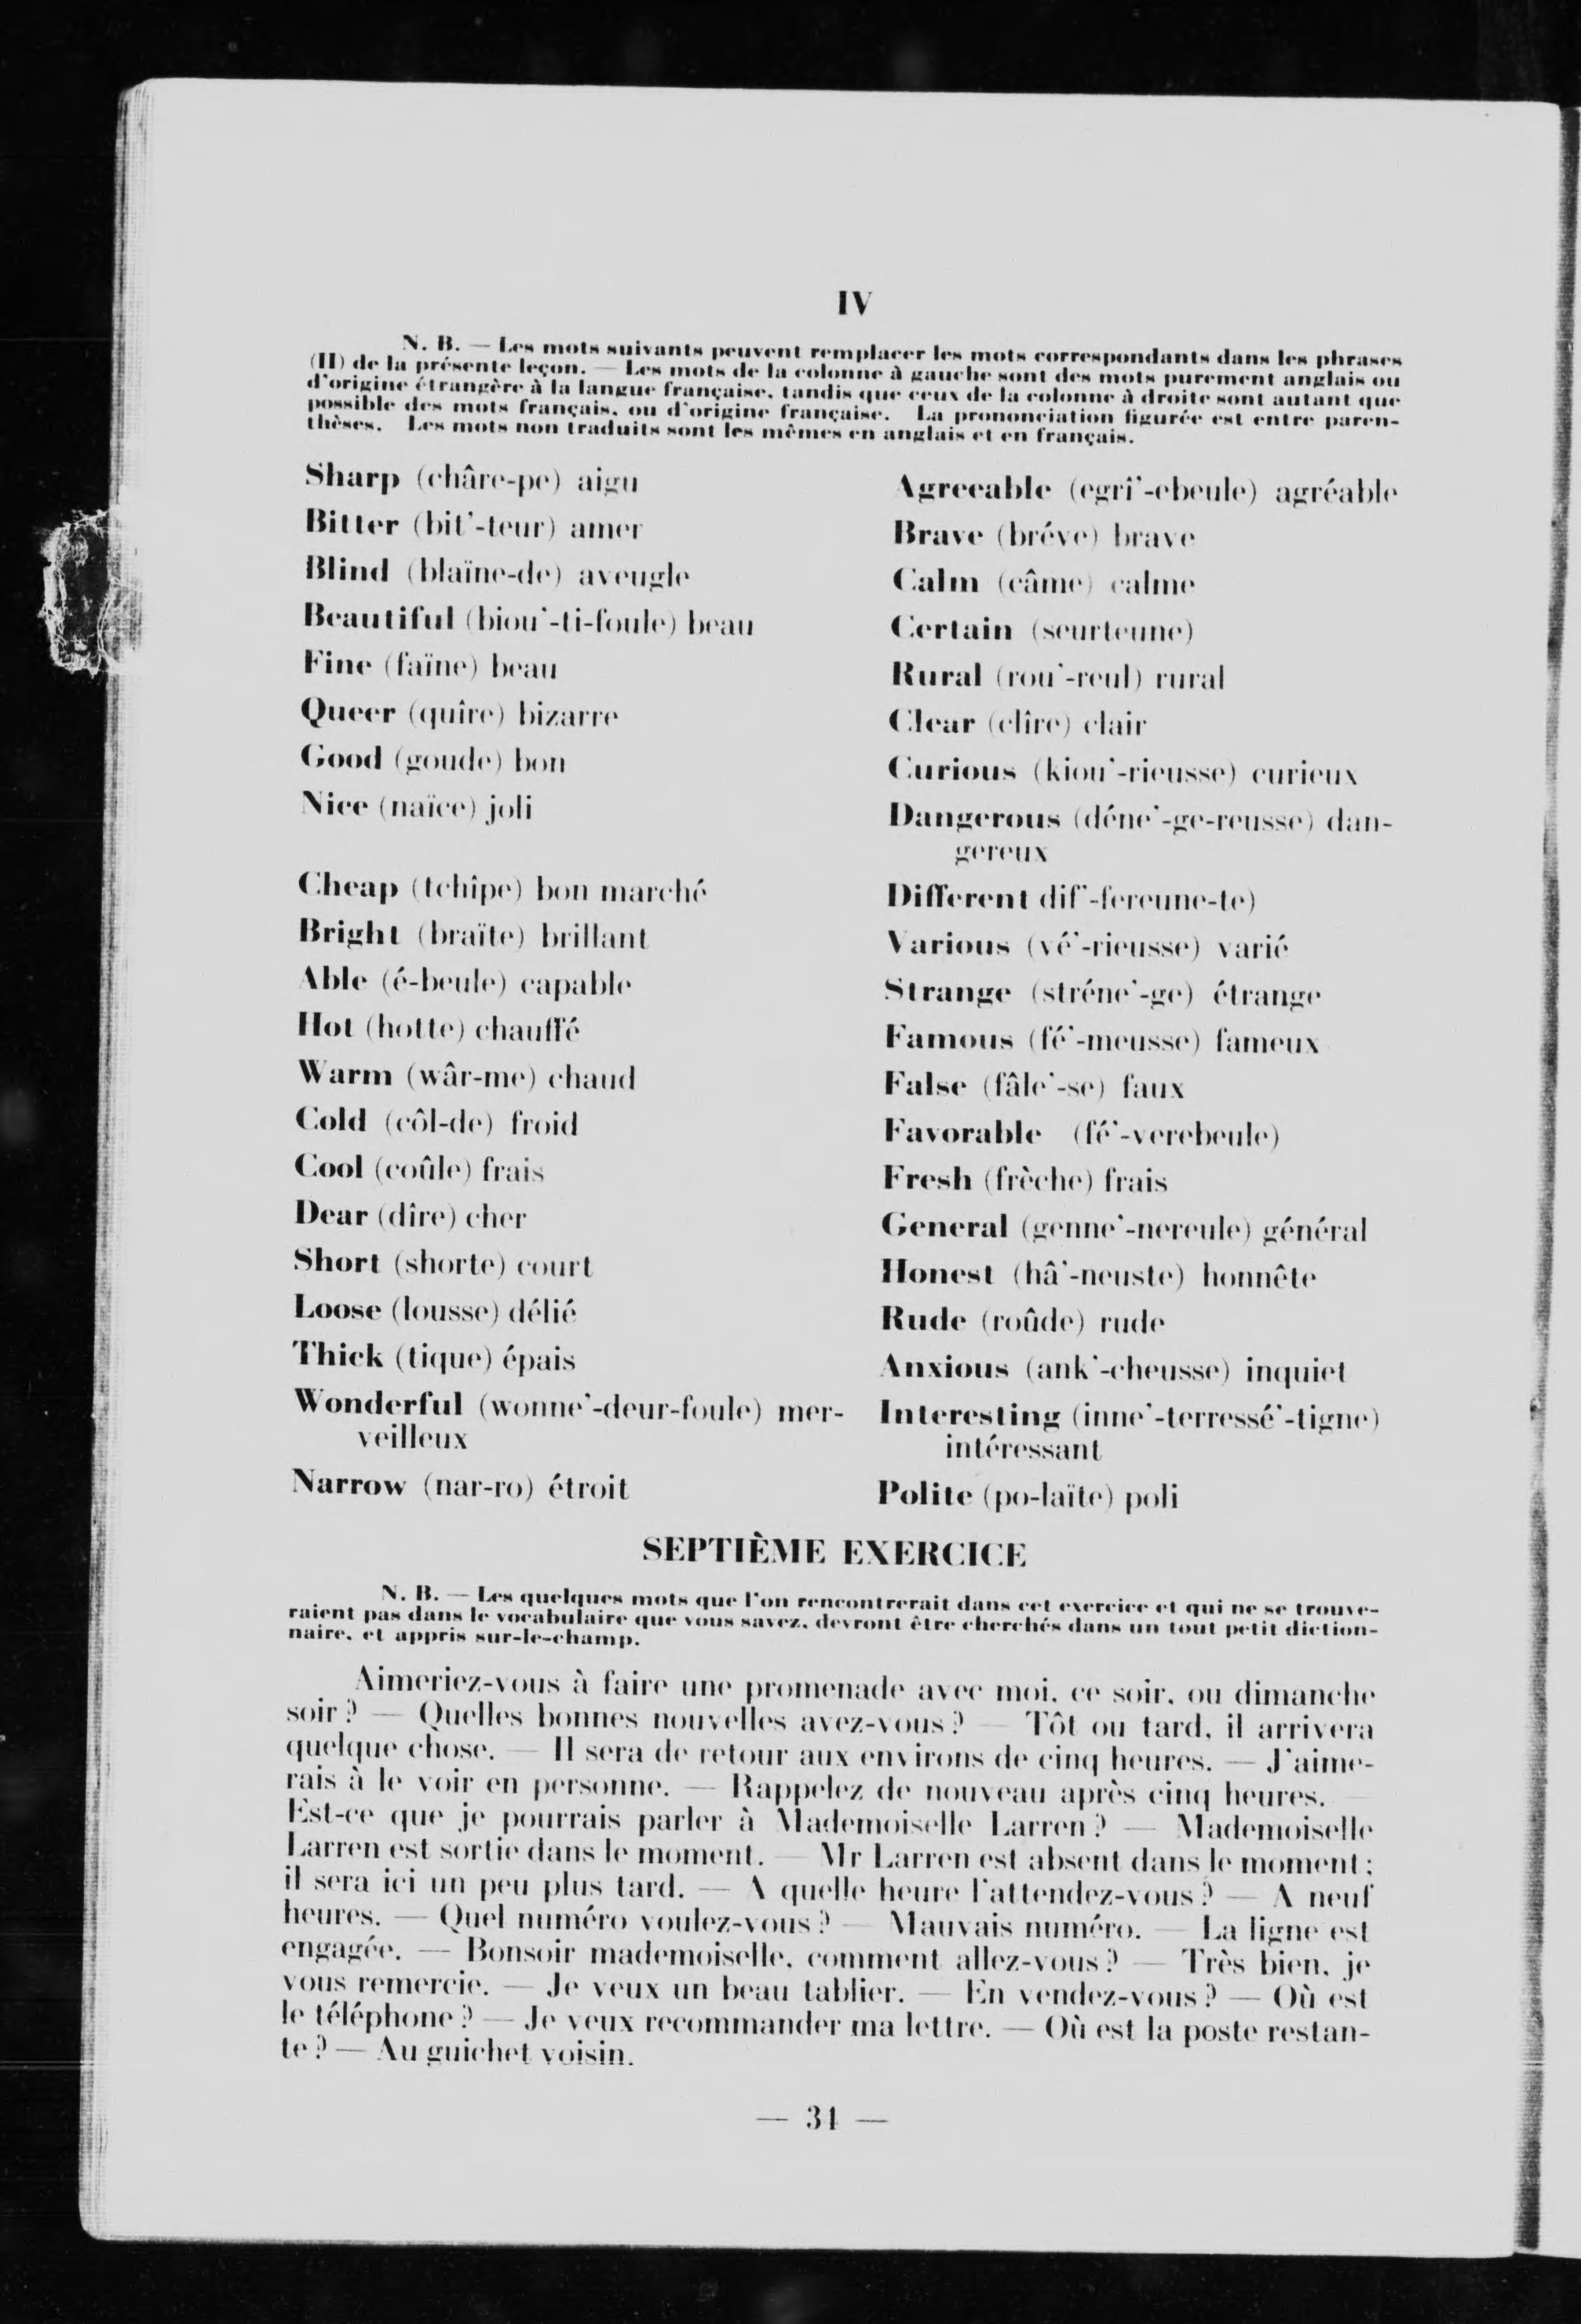 IV
N. B. — Les mots suivants peuvent remplacer les mots correspondants dans les phrases
(II) de la présente leçon. — Les mots de la colonne à gauche sont des mots purement anglais ou
d'origine étrangère à la langue française, tandis que ceux de la colonne à droite sont autant que
possible des mots français, ou d'origine française. La prononciation figurée est entre paren-
thèses. Les mots non traduits sont les mêmes en anglais et en français.
Sharp (châre-pe) aigu
Bitter (bit'-teur) amer
Blind (blaïne-de) aveugle
Beautiful (biou'-ti-foule) beau
Fine (faïne) beau
Queer (quîre) bizarre
Good (goude) bon
Nice (naïce) joli
Cheap (tchîpe) bon marché
Bright (braïte) brillant
Able (é-beule) capable
Hot (hotte) chauffé
Warm (wâr-me) chaud
Cold (côl-de) froid
Cool (coûle) frais
Dear (dîre) cher
Short (shorte) court
Loose (lousse) délié
Thick (tique) épais
Wonderful (wonne'-deur-foule) mer-
veilleux
Narrow (nar-ro) étroit
Agreeable (egrî'-ebeule) agréable
Brave (bréve) brave
Calm (câme) calme
Certain (seurteune)
Rural (rou'-reul) rural
Clear (clîre) clair
Curious (kiou'-rieusse) curieux
Dangerous (déne'-ge-reusse) dan-
gereux
Different dif'-fereune-te)
Various (vé'-rieusse) varié
Strange (stréne'-ge) étrange
Famous (fé'-meusse) fameux
False (fâle'-se) faux
Favorable (fé'-verebeule)
Fresh (frèche) frais
General (genne'-nereule) général
Honest (hâ'-neuste) honnête
Rude (roûde) rude
Anxious (ank'-cheusse) inquiet
Interesting (inne'-terressé'-tigne)
intéressant
Polite (po-laïte) poli
SEPTIÈME EXERCICE
N. B. — Les quelques mots que l'on rencontrerait dans cet exercice et qui ne se trouve-
raient pas dans le vocabulaire que vous savez, devront être cherchés dans un tout petit diction-
naire, et appris sur-le-champ.
Aimeriez-vous à faire une promenade avec moi, ce soir, ou dimanche
soir? — Quelles bonnes nouvelles avez-vous? — Tôt ou tard, il arrivera
quelque chose. — Il sera de retour aux environs de cinq heures. — J'aime-
rais à le voir en personne. — Rappelez de nouveau après cinq heures. —
Est-ce que je pourrais parler à Mademoiselle Larren? — Mademoiselle
Larren est sortie dans le moment. — Mr Larren est absent dans le moment;
il sera ici un peu plus tard. — A quelle heure l'attendez-vous? — A neuf
heures. — Quel numéro voulez-vous? — Mauvais numéro. — La ligne est
engagée. — Bonsoir mademoiselle, comment allez-vous? — Très bien, je
vous remercie. — Je veux un beau tablier. — En vendez-vous? — Où est
le téléphone? — Je veux recommander ma lettre. — Où est la poste restan-
te? — Au guichet voisin.
— 31 —